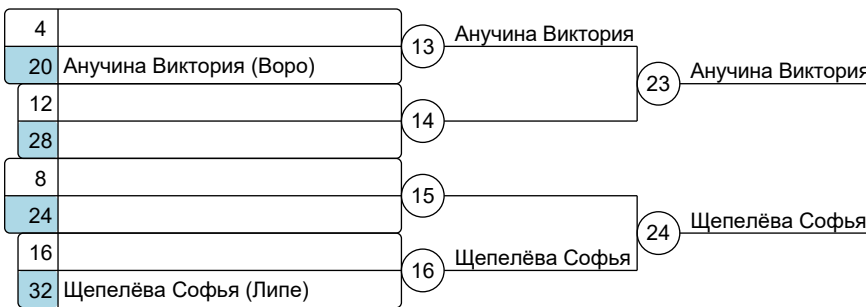 4
13
Анучина Виктория
20 Анучина Виктория (Воро)
23
Анучина Виктория
12
14
28
8
15
24
24
Щепелёва Софья
16
16
Щепелёва Софья
32 Щепелёва Софья (Липе)